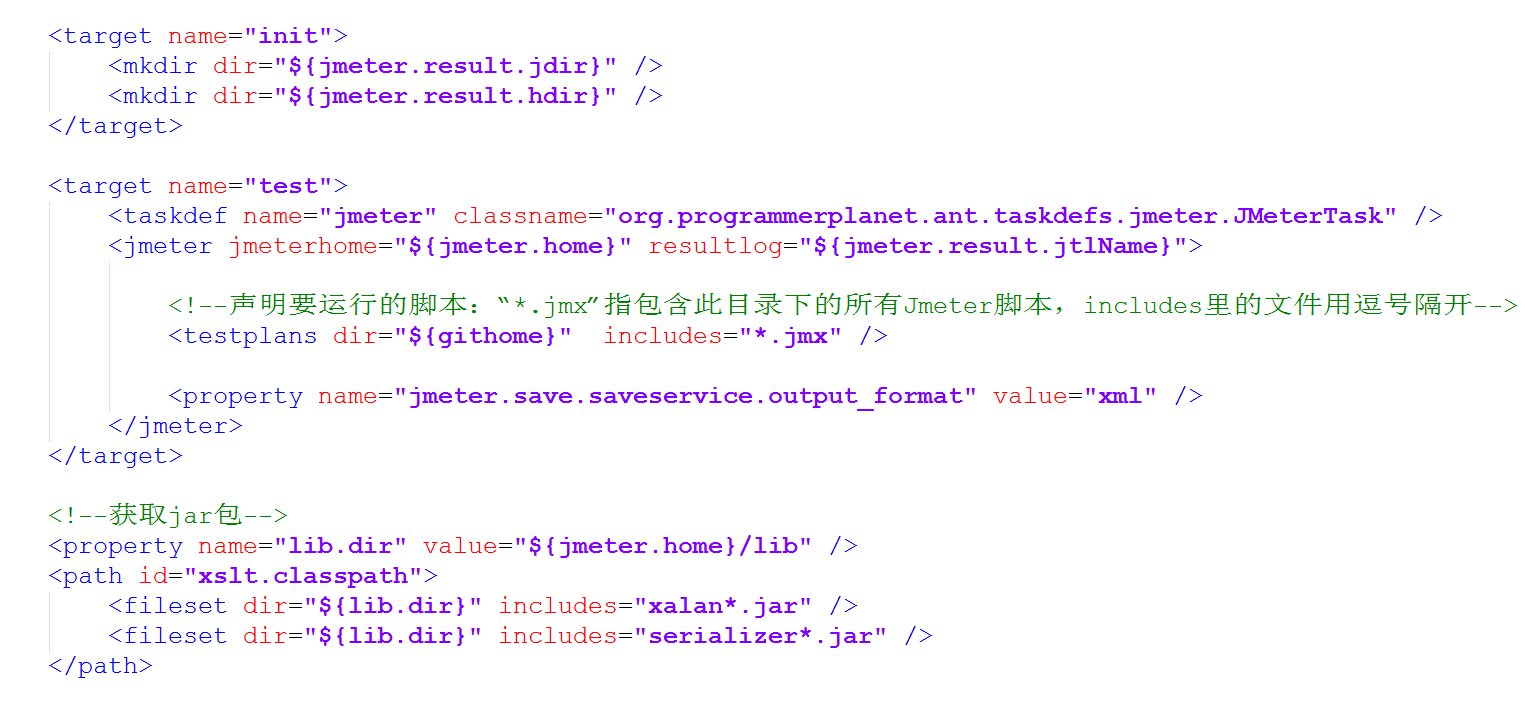 <target name="init">
<mkdir dir="${jmeter.result.jdir}" />
<mkdir dir="${jmeter.result.hdir}" />
</target>
<target name="test">
<taskdef name="jmeter" classname="org.programmerplanet.ant.taskdefs.jmeter.JMeterTask" />
<jmeter jmeterhome="${jmeter.home}" resultlog="${jmeter.result.jtlName}">
<!--声明要运行的脚本：“*.jmx”指包含此目录下的所有Jmeter脚本，includes里的文件用逗号隔开-->
<testplans dir="${githome}"  includes="*.jmx" />
<property name="jmeter.save.saveservice.output_format" value="xml" />
</jmeter>
</target>
<!--获取jar包-->
<property name="lib.dir" value="${jmeter.home}/lib" />
<path id="xslt.classpath">
<fileset dir="${lib.dir}" includes="xalan*.jar" />
<fileset dir="${lib.dir}" includes="serializer*.jar" />
</path>